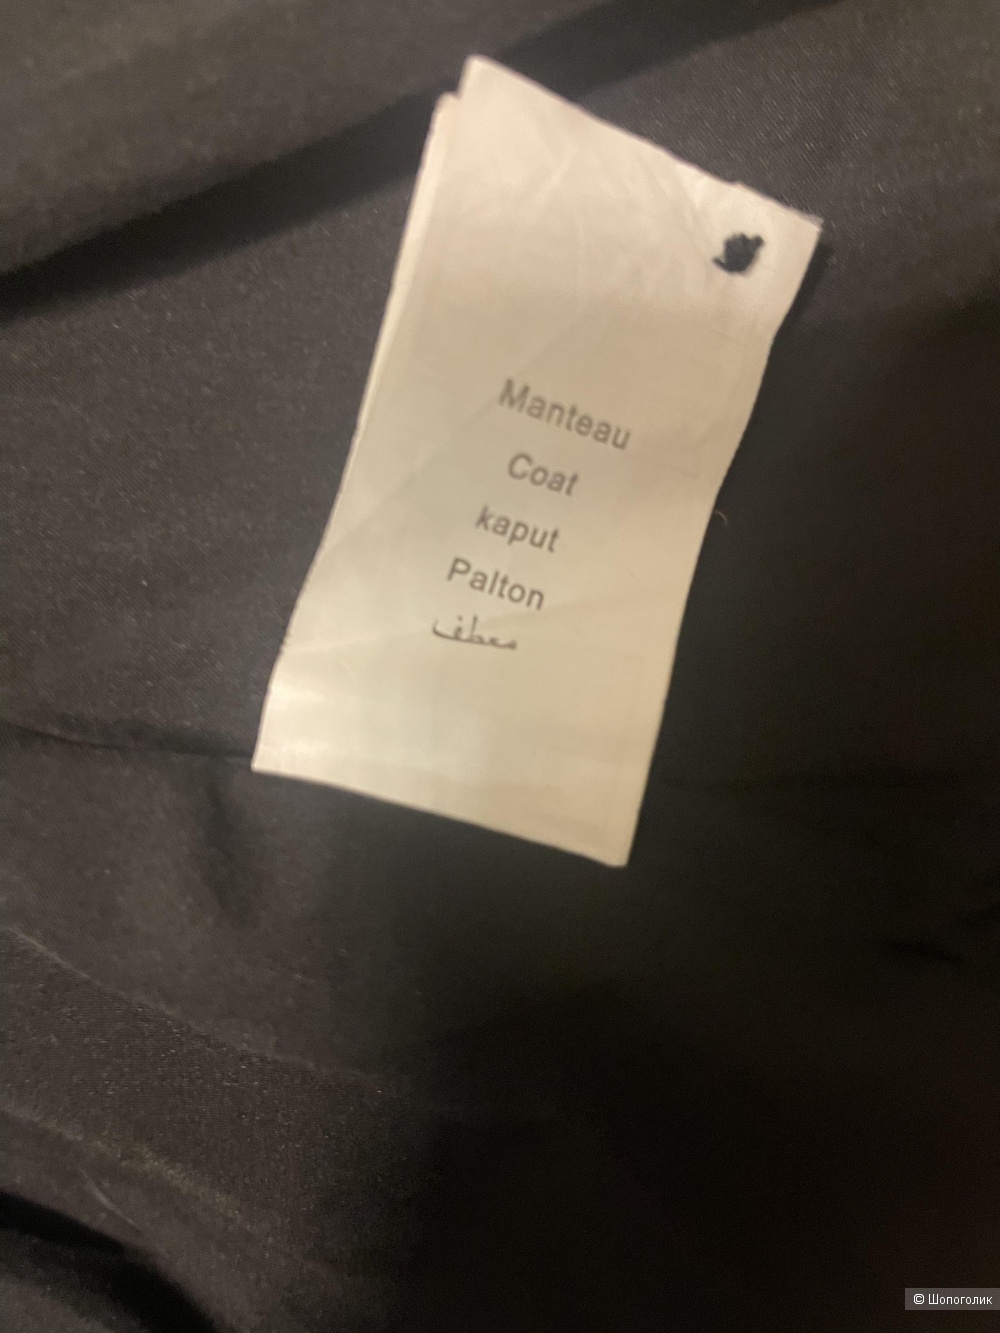 Manteau
Coat
kaput
Palton
معطف
© Шопоголик